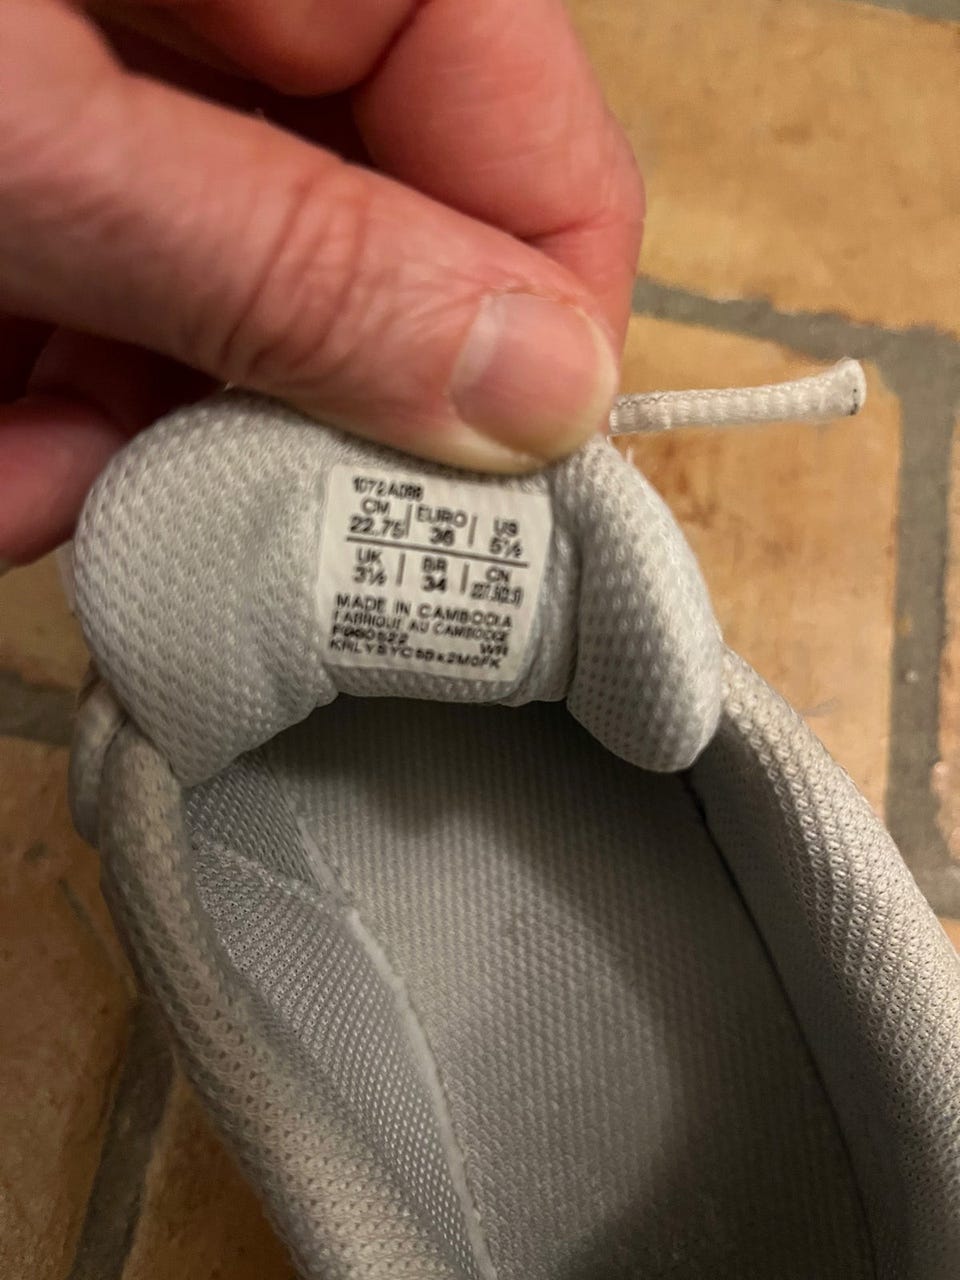 CM | EURO | US
22.75 36 5½
UK | BR | CN
3½ 34
MADE IN CAMBODIA
FABRIQUE AU CAMBODGE
WR